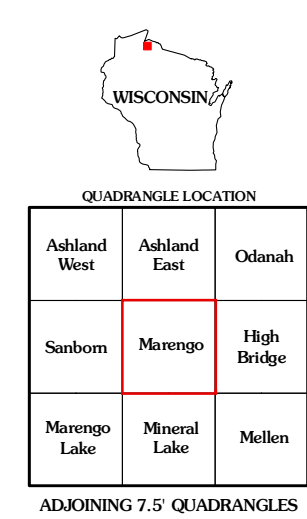 WISCONSIN
QUADRANGLE LOCATION
Ashland
West
Ashland
East
Odanah
Sanborn
Marengo
High
Bridge
Marengo
Lake
Mineral
Lake
Mellen
ADJOINING 7.5' QUADRANGLES